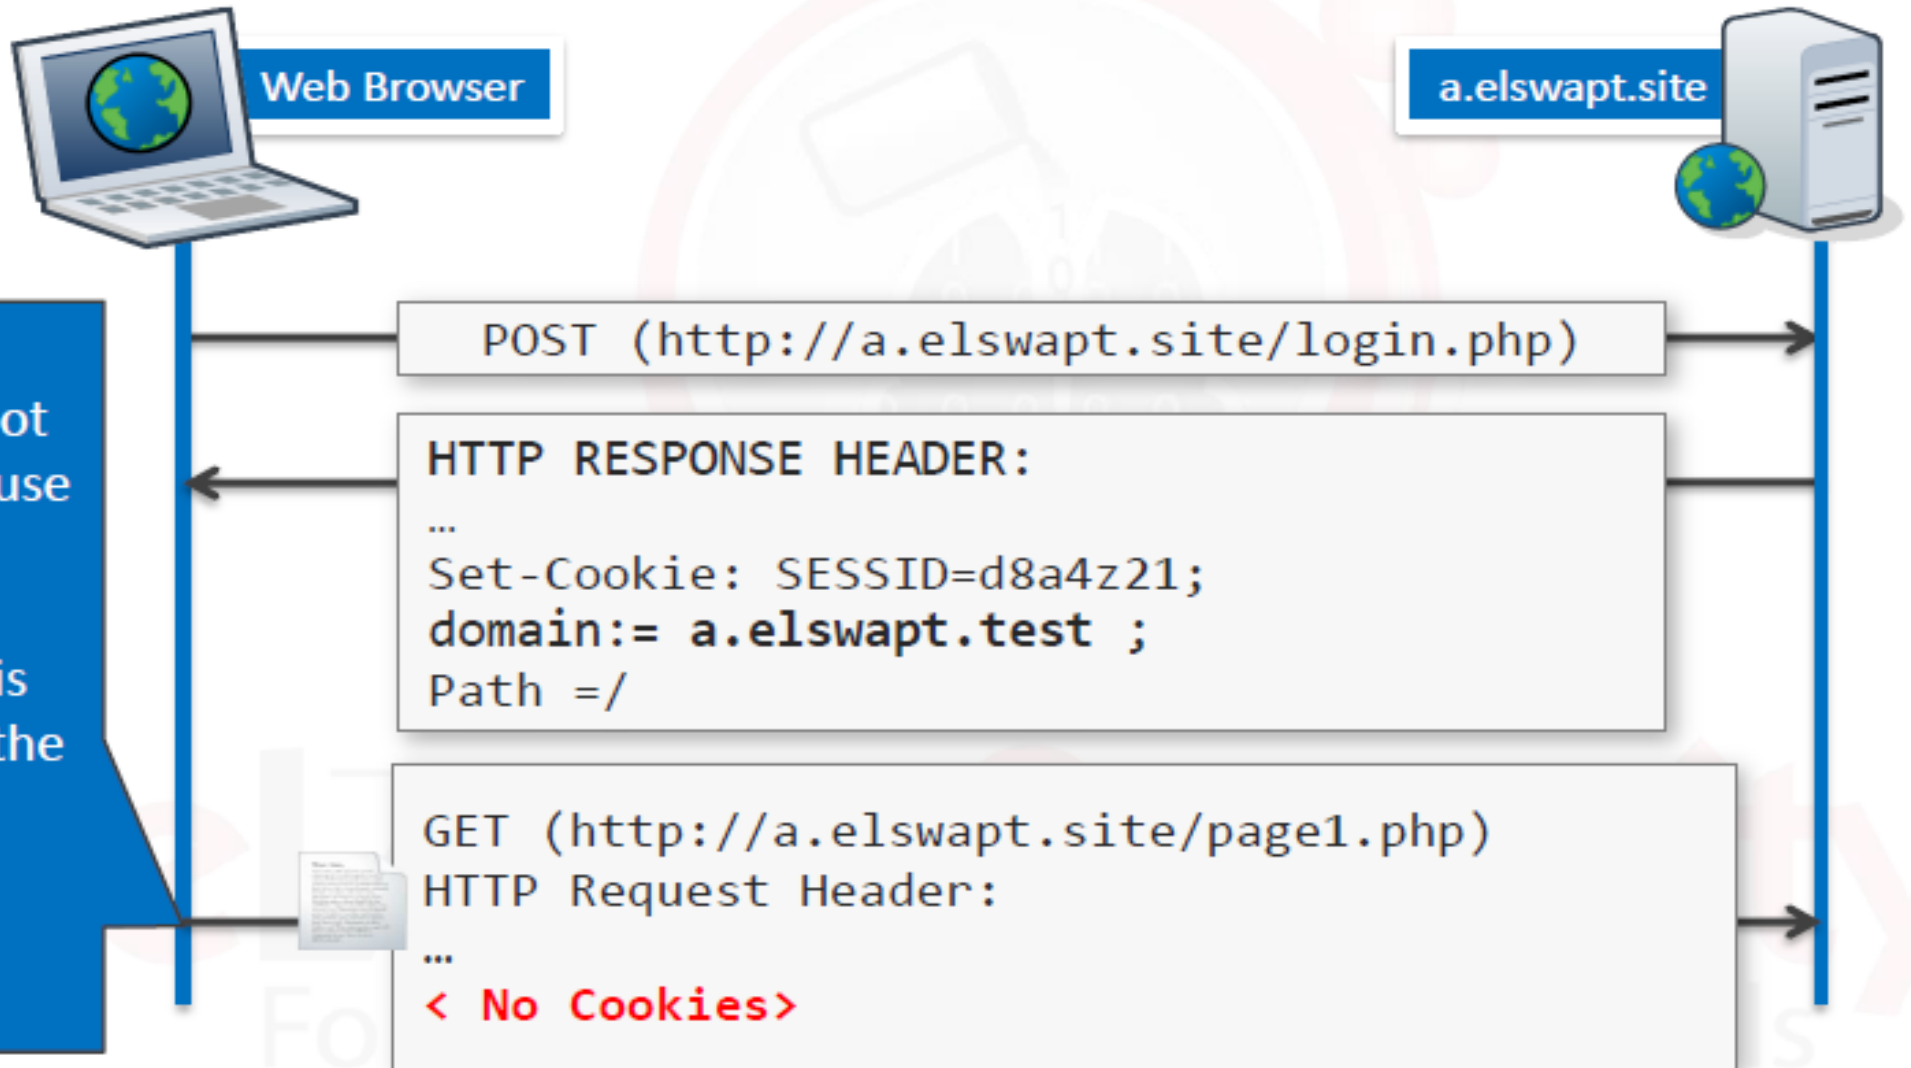 Web Browser
a.elswapt.site
POST (http://a.elswapt.site/login.php)
ot
use
is
the
HTTP RESPONSE HEADER:
…
Set-Cookie: SESSID=d8a4z21;
domain:= a.elswapt.test ;
Path =/
GET (http://a.elswapt.site/page1.php)
HTTP Request Header:
…
< No Cookies>